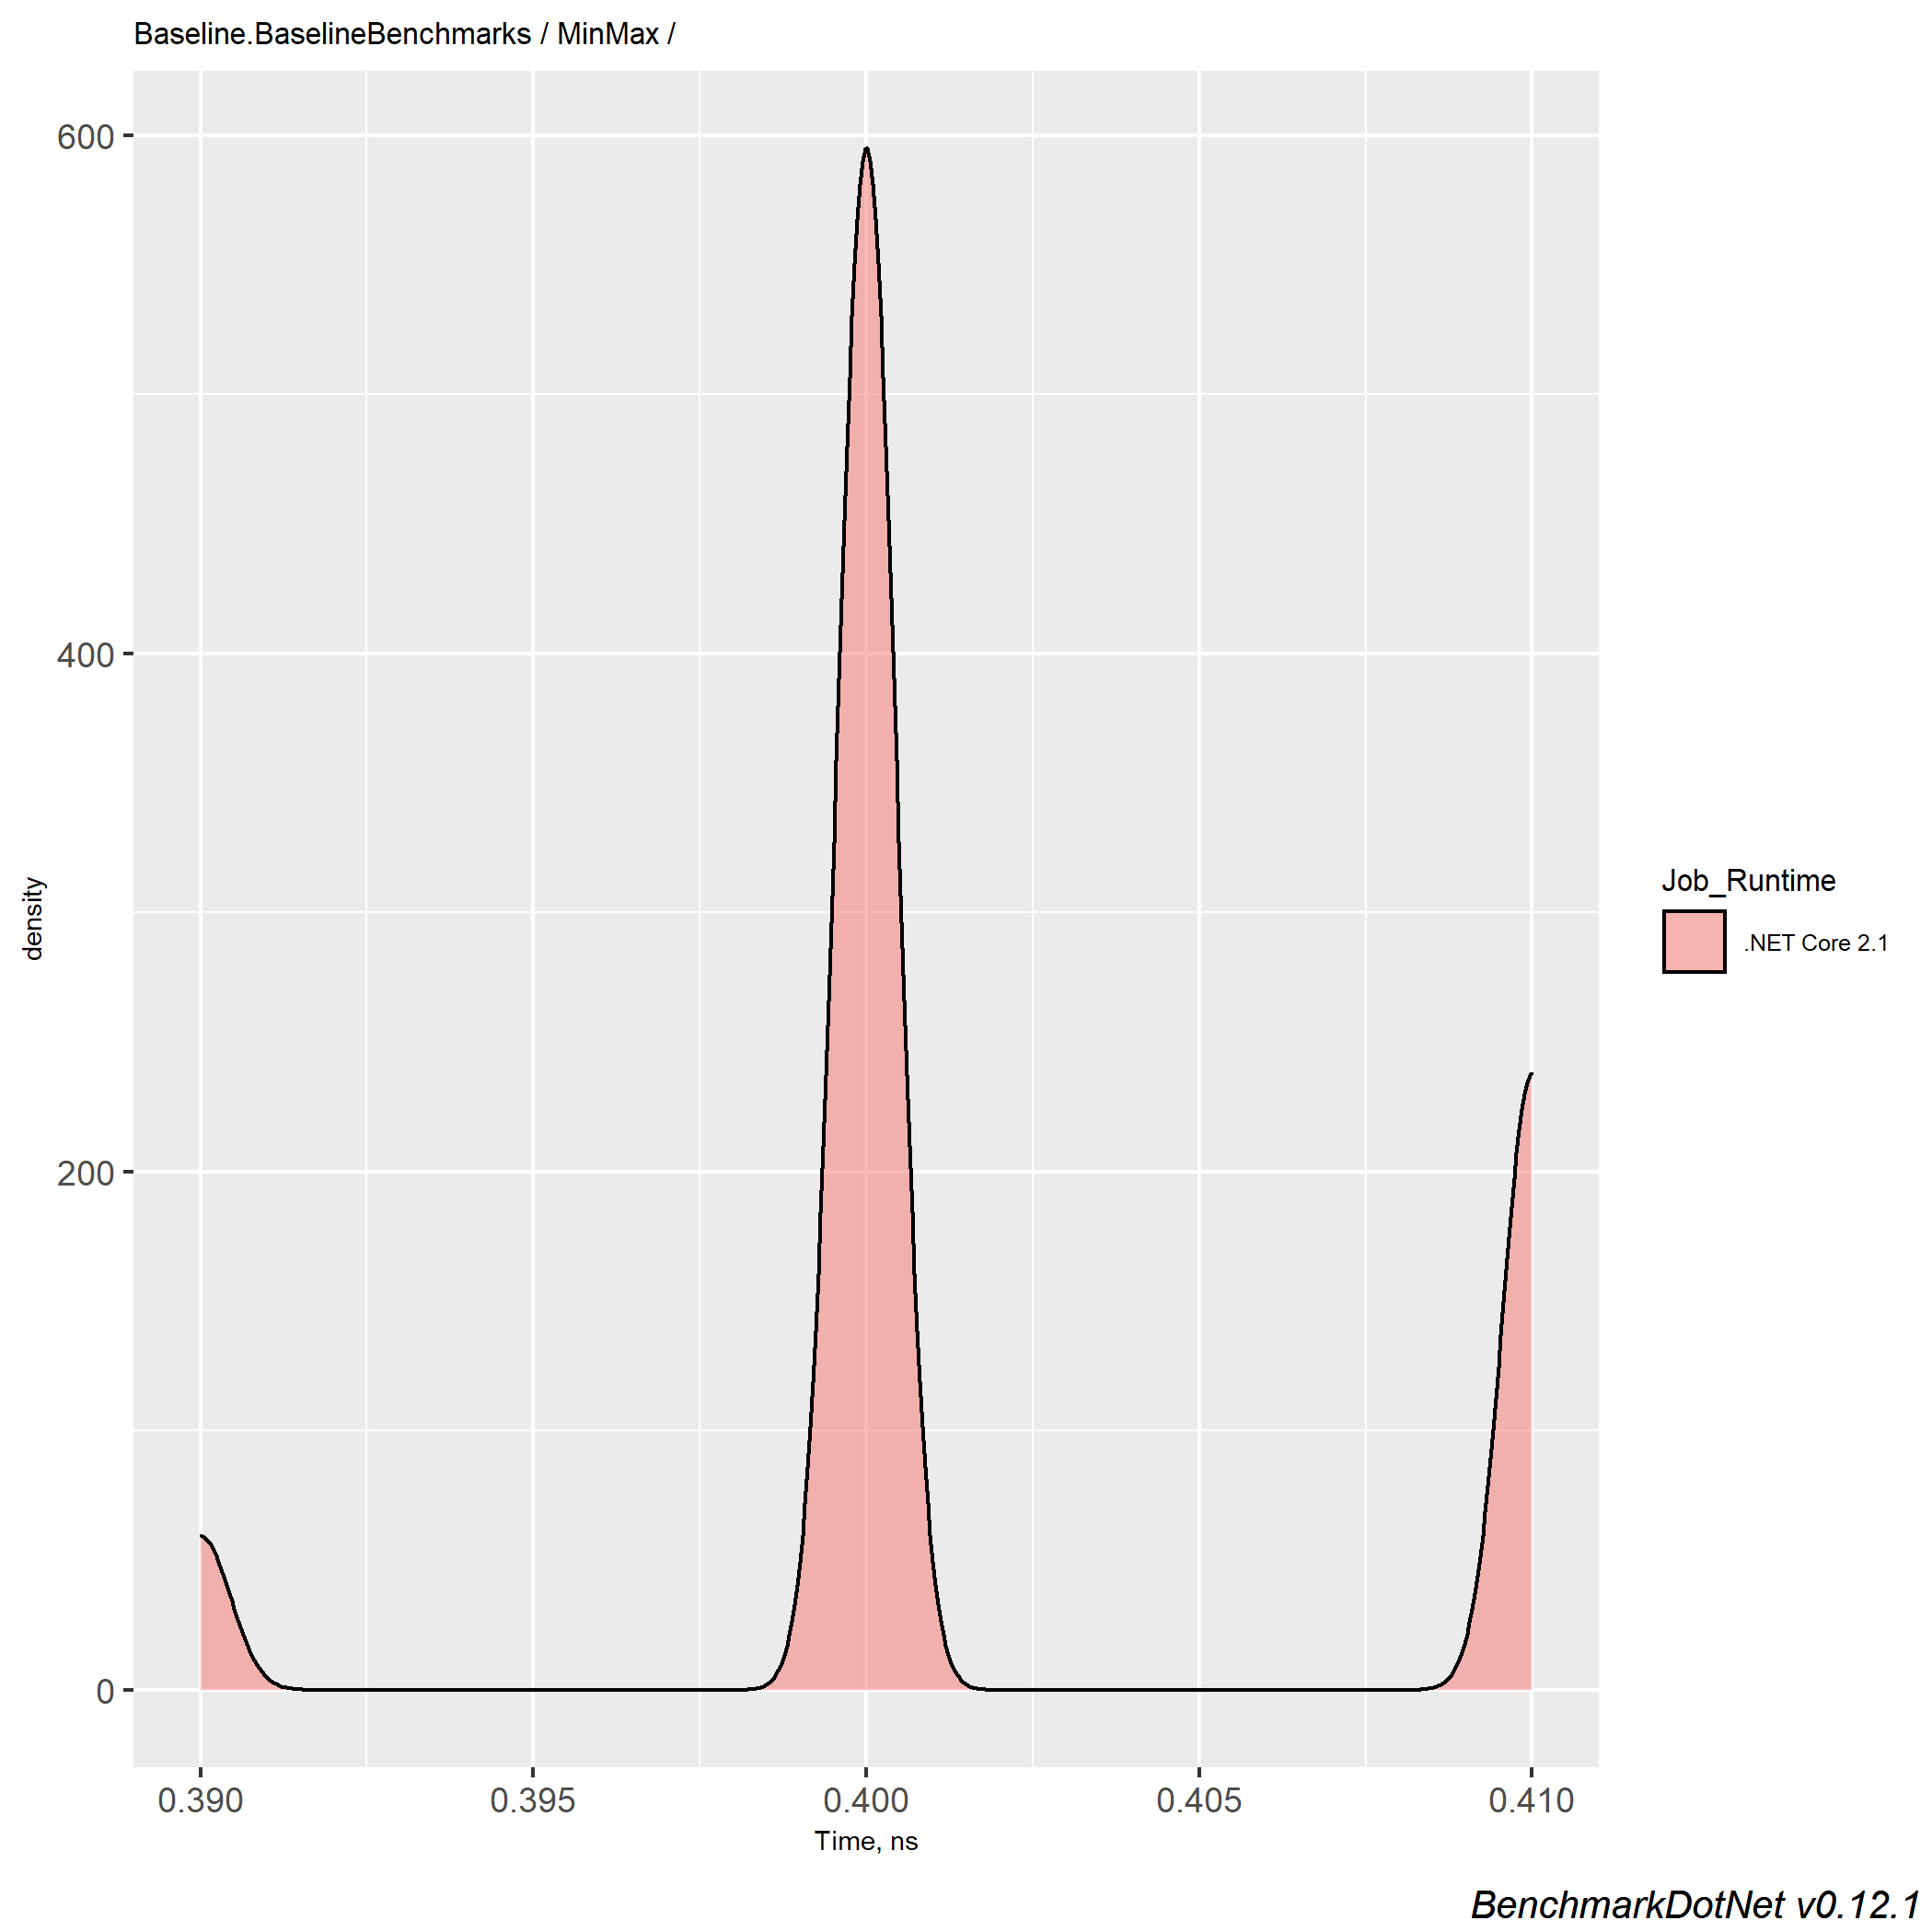 Baseline.BaselineBenchmarks / MinMax /
600
400
200
0
density
0.390 0.395 0.400 0.405 0.410
Time, ns
Job_Runtime
.NET Core 2.1
BenchmarkDotNet v0.12.1